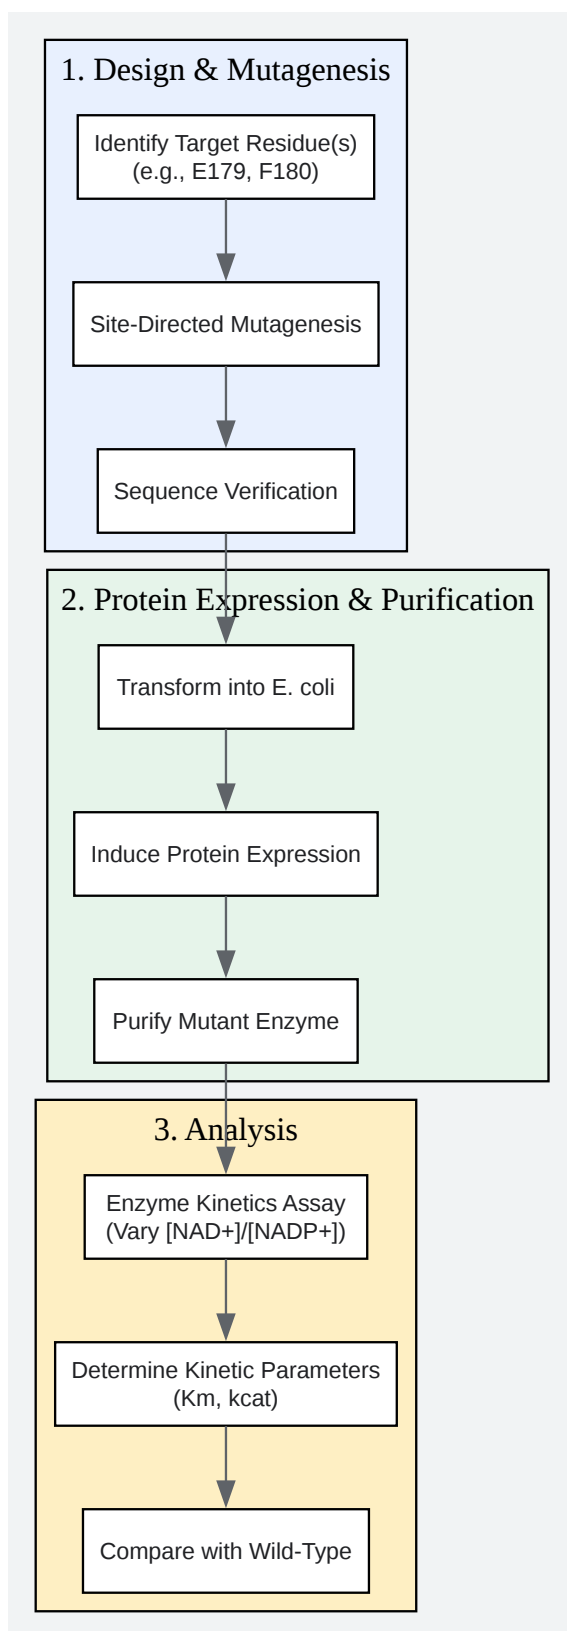 1. Design & Mutagenesis
Identify Target Residue(s)
(e.g., E179, F180)
Site-Directed Mutagenesis
Sequence Verification
2. Protein Expression & Purification
Transform into E. coli
Induce Protein Expression
Purify Mutant Enzyme
3. Analysis
Enzyme Kinetics Assay
(Vary [NAD+]/[NADP+])
Determine Kinetic Parameters
(Km, kcat)
Compare with Wild-Type